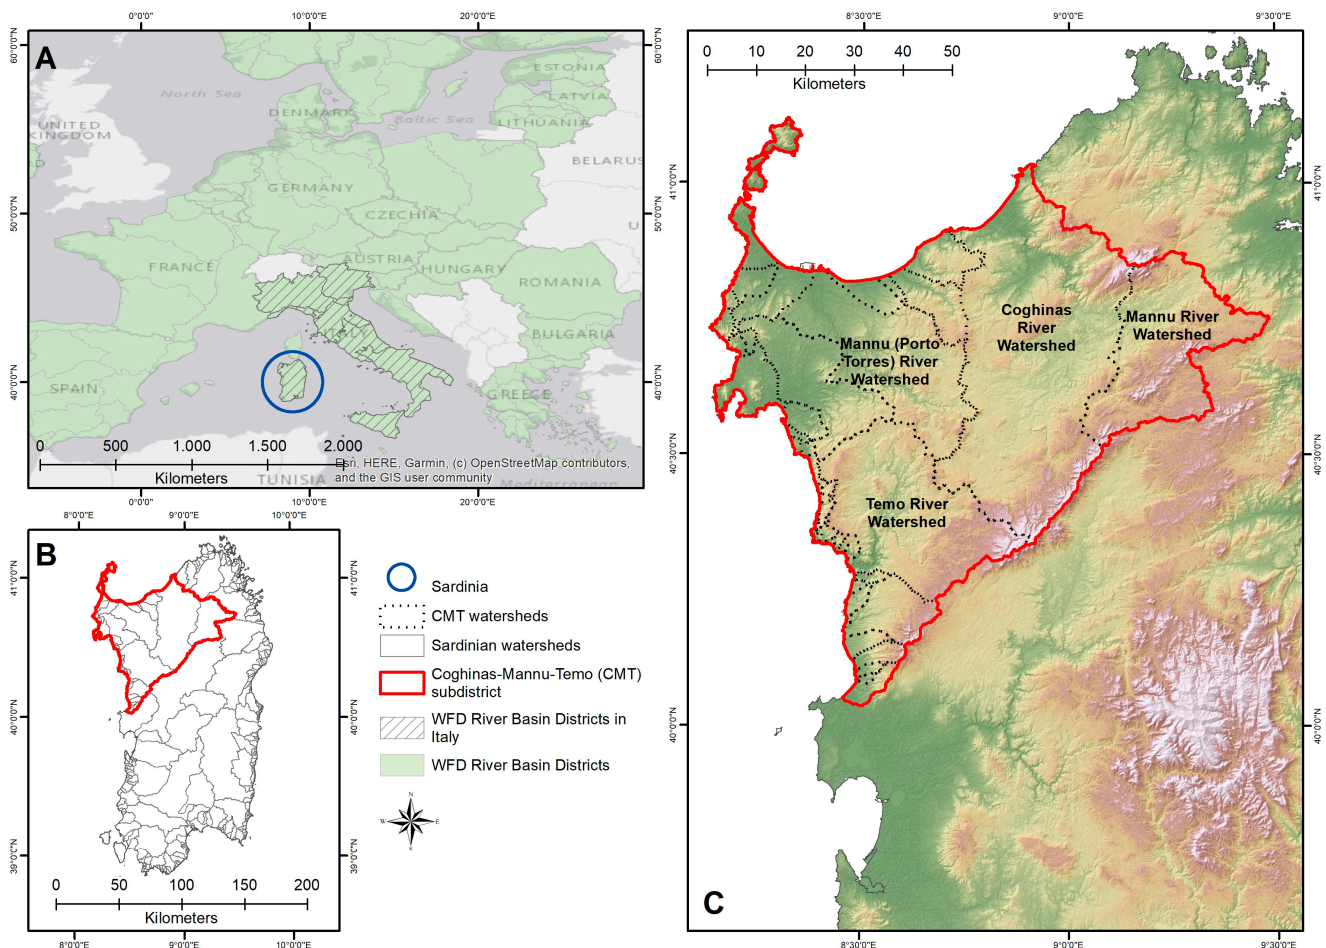 0°0'0"
10°0'0"E
20°0'0"E
60°0'0"N
60°0'0"N
A
ESTONIA
North Sea
LATVIA
DENMARK
Baltic Sea
LITHUANIA
UNITED
KINGDOM
BELARUS
GERMANY
50°0'0"N
50°0'0"N
CZECHIA
FRANCE
AUSTRIA
HUNGARY
ROMANIA
BULGARIA
SPAIN
GREECE
40°0'0"N
40°0'0"N
0
500
1.000
1.500
2.000
Kilometers
Esri, HERE, Garmin, (c) OpenStreetMap contributors,
and the GIS user community
TUNISIA
Mediterranean
0°0'0"
10°0'0"E
20°0'0"E
8°0'0"E
9°0'0"E
10°0'0"E
B
41°0'0"N
41°0'0"N
40°0'0"N
40°0'0"N
39°0'0"N
39°0'0"N
0
50
100
150
200
Kilometers
8°0'0"E
9°0'0"E
10°0'0"E
Sardinia
CMT watersheds
Sardinian watersheds
Coghinas-Mannu-Temo (CMT)
subdistrict
WFD River Basin Districts in
Italy
WFD River Basin Districts
N
W
E
8°30'0"E
9°0'0"E
9°30'0"E
0
10
20
30
40
50
Kilometers
41°0'0"N
41°0'0"N
Coghinas
River
Watershed
Mannu River
Watershed
Mannu (Porto
Torres) River
Watershed
40°30'0"N
40°30'0"N
Temo River
Watershed
40°0'0"N
40°0'0"N
C
8°30'0"E
9°0'0"E
9°30'0"E